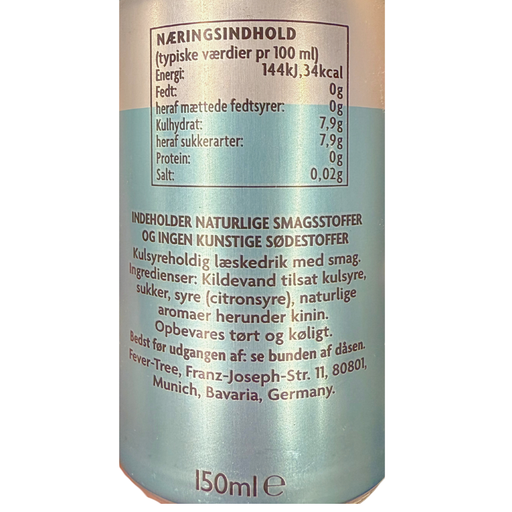 NÆRINGSINDHOLD
(typiske værdier pr 100 ml)
Energi: 144kJ,34kcal
Fedt: 0g
heraf mættede fedtsyrer: 0g
Kulhydrat: 7,9g
heraf sukkerarter: 7,9g
Protein: 0g
Salt: 0,02g
INDEHOLDER NATURLIGE SMAGSSTOFFER
OG INGEN KUNSTIGE SØDESTOFFER
Kulsyreholdig læskedrik med smag.
Ingredienser: Kildevand tilsat kulsyre,
sukker, syre (citronsyre), naturlige
aromaer herunder kinin.
Opbevares tørt og køligt.
Bedst før udgangen af: se bunden af dåsen.
Fever-Tree, Franz-Joseph-Str. 11, 80801,
Munich, Bavaria, Germany.
150ml e